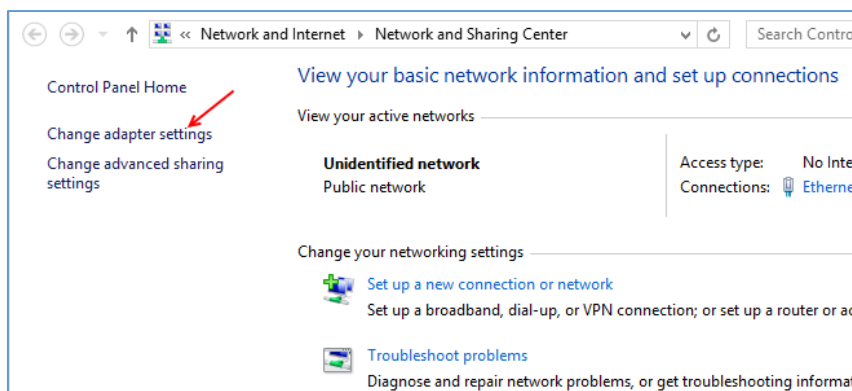 « Network and Internet Network and Sharing Center
Search Contro
Control Panel Home
Change adapter settings
Change advanced sharing
settings
View your basic network information and set up connections
View your active networks
Unidentified network
Public network
Access type: No Inte
Connections: Etherne
Change your networking settings
Set up a new connection or network
Set up a broadband, dial-up, or VPN connection; or set up a router or ac
Troubleshoot problems
Diagnose and repair network problems, or get troubleshooting informat